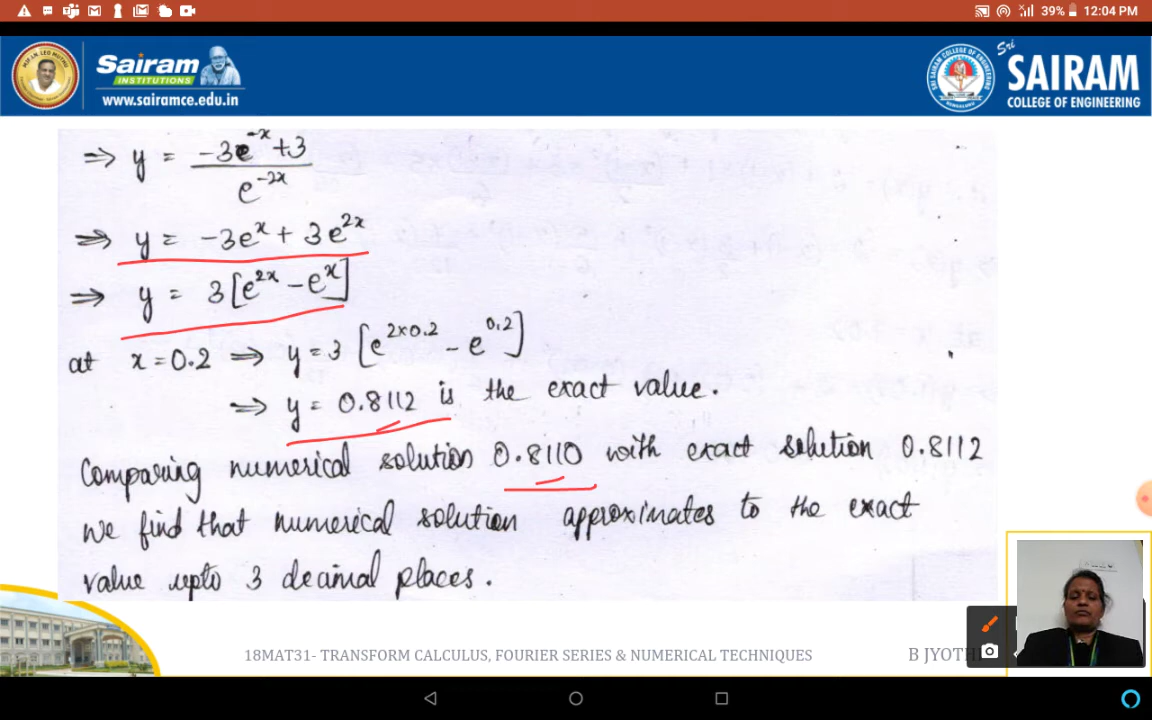 39% 12:04 PM
Sairam
INSTITUTIONS
www.sairamce.edu.in
Sri
SAIRAM
COLLEGE OF ENGINEERING
⇒ y = (-3e^{-x} + 3) / e^{-2x}
⇒ y = -3e^x + 3e^{2x}
⇒ y = 3[e^{2x} - e^x]
at x = 0.2 ⇒ y = 3 [e^{2×0.2} - e^{0.2}]
⇒ y = 0.8112 is the exact value.
Comparing numerical solution 0.8110 with exact solution 0.8112
we find that numerical solution approximates to the exact
value upto 3 decimal places.
18MAT31- TRANSFORM CALCULUS, FOURIER SERIES & NUMERICAL TECHNIQUES
B JYOTHI